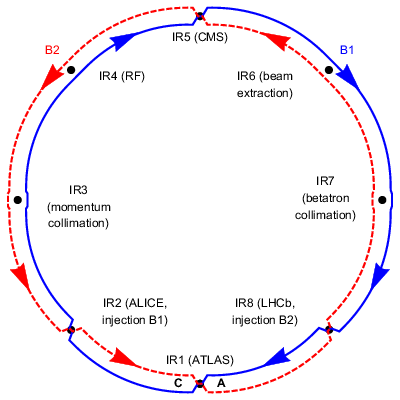 IR5 (CMS)
B2
B1
IR4 (RF)
IR6 (beam
extraction)
IR3
(momentum
collimation)
IR7
(betatron
collimation)
IR2 (ALICE,
injection B1)
IR8 (LHCb,
injection B2)
IR1 (ATLAS)
C
A